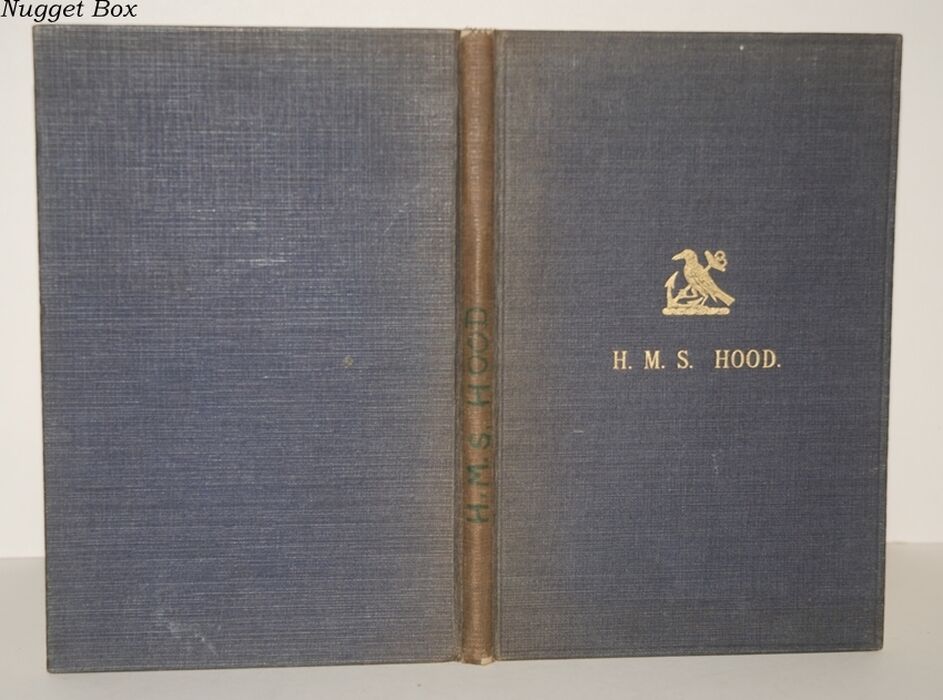 Nugget Box
H.M.S. HOOD
H. M. S. HOOD.